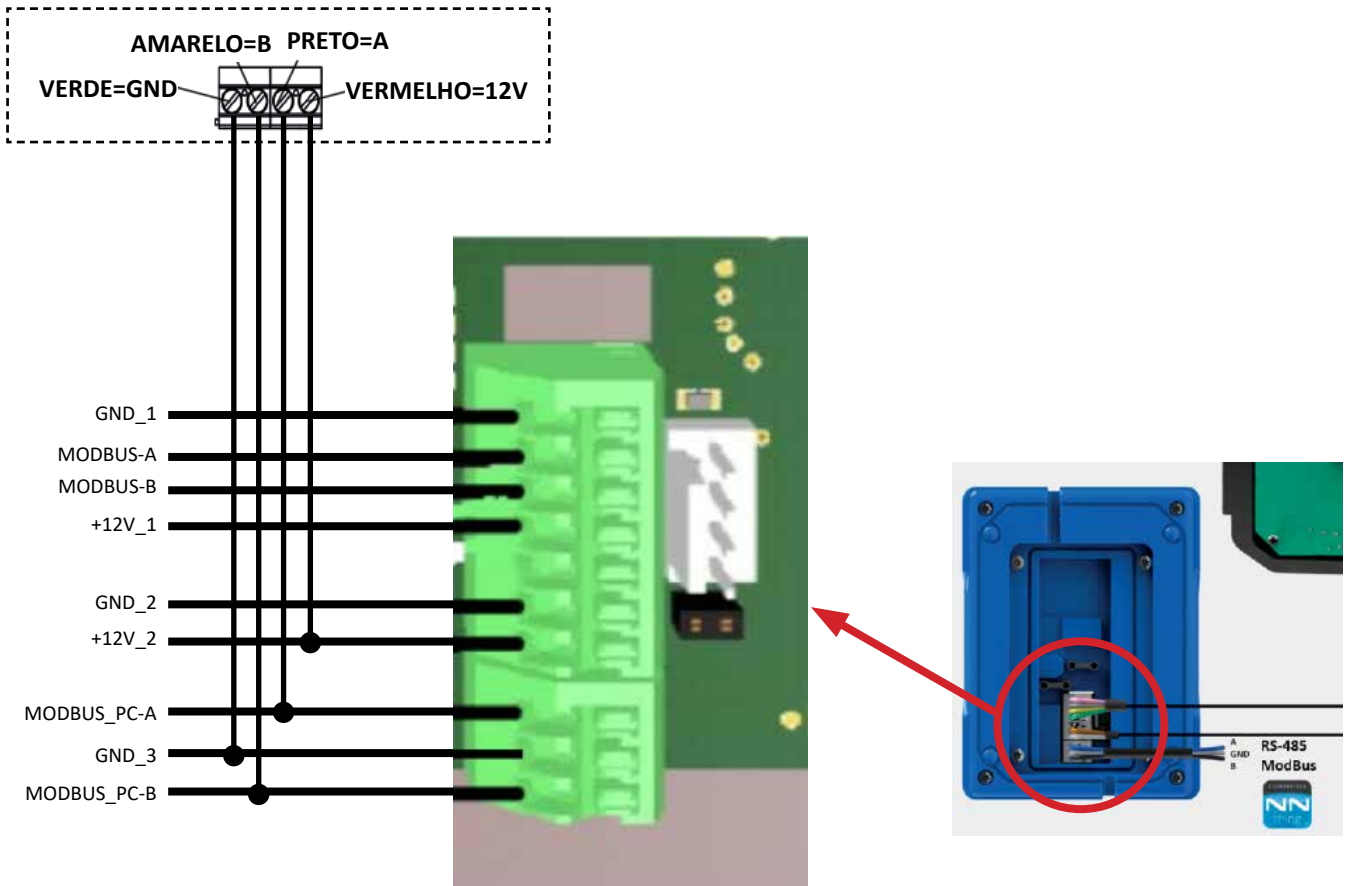 AMARELO=B PRETO=A
VERDE=GND
VERMELHO=12V
GND_1
MODBUS-A
MODBUS-B
+12V_1
GND_2
+12V_2
MODBUS_PC-A
GND_3
MODBUS_PC-B
A
GND
B
RS-485
ModBus
NN